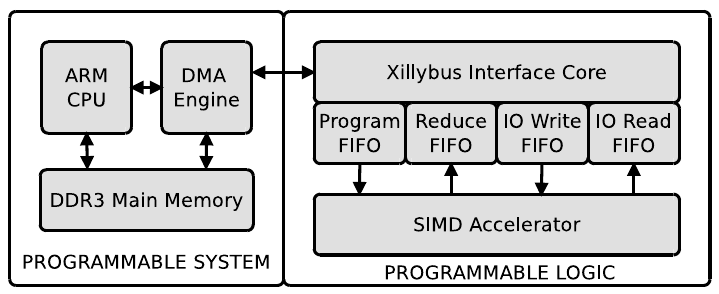 ARM
CPU
DMA
Engine
DDR3 Main Memory
PROGRAMMABLE SYSTEM
Xillybus Interface Core
Program
FIFO
Reduce
FIFO
IO Write
FIFO
IO Read
FIFO
SIMD Accelerator
PROGRAMMABLE LOGIC